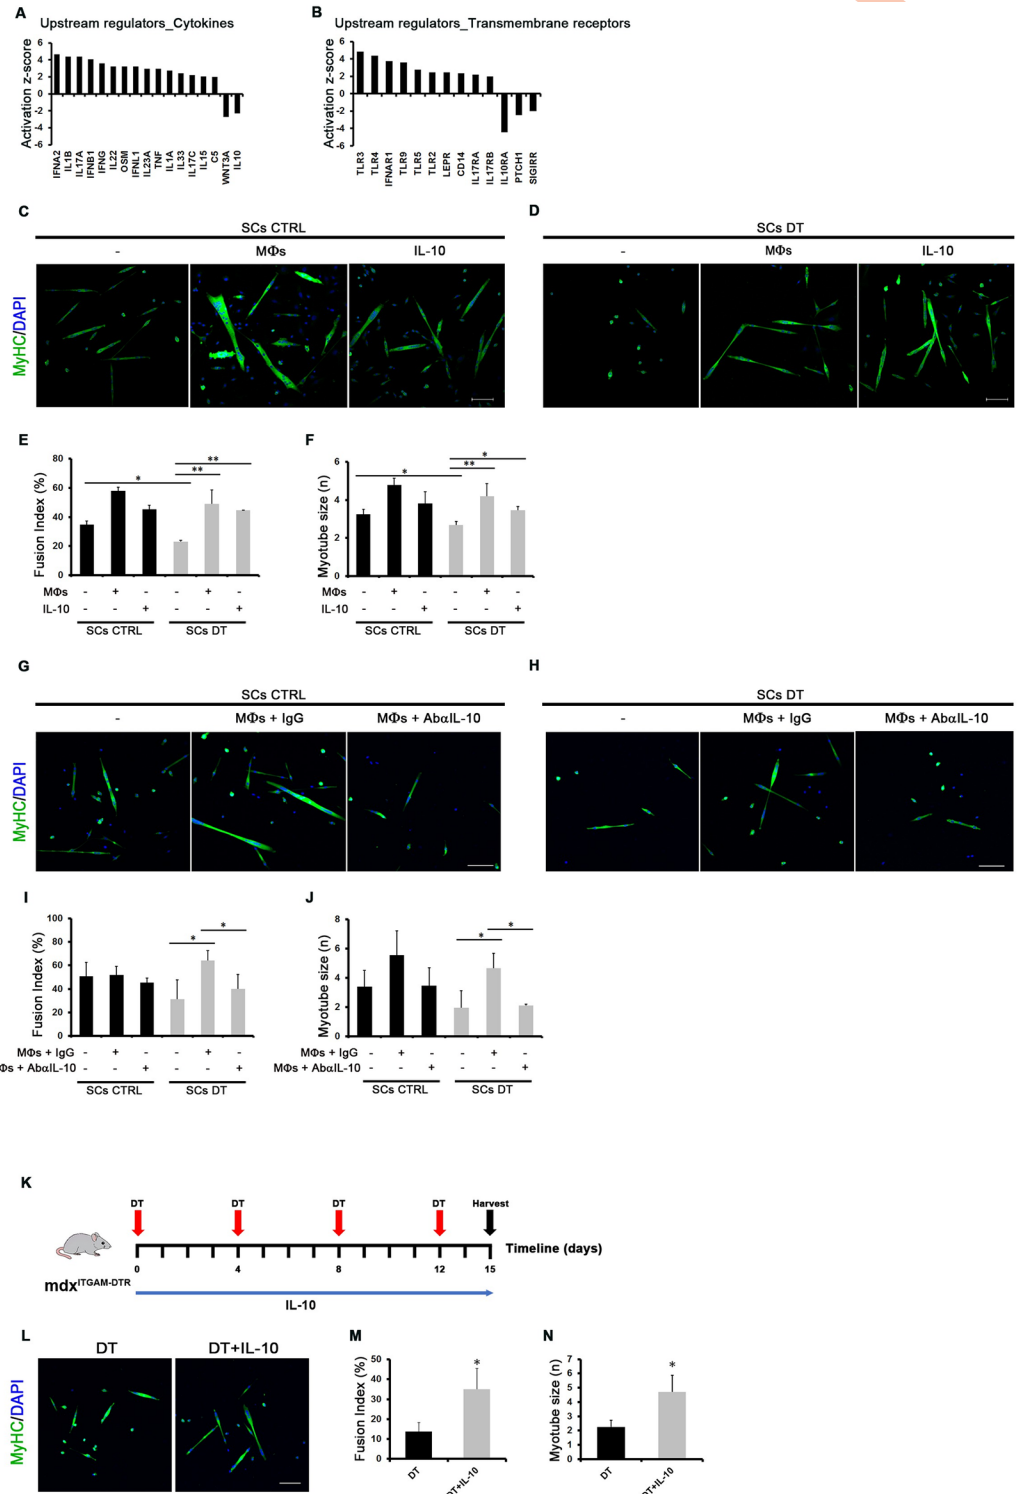 A
Upstream regulators_Cytokines
Activation z-score
6
4
2
0
-2
-4
-6
IFNA2
IL1B
IL17A
IFNB1
IFNG
IL22
OSM
IFNL1
IL23A
TNF
IL1A
IL33
IL17C
IL15
C5
WNT3A
IL10
B
Upstream regulators_Transmembrane receptors
Activation z-score
6
4
2
0
-2
-4
-6
TLR3
TLR4
IFNAR1
TLR9
TLR5
TLR2
LEPR
CD14
IL17RA
IL17RB
IL10RA
PTCH1
SIGIRR
C
SCs CTRL
- MΦs IL-10
MyHC/DAPI
D
SCs DT
- MΦs IL-10
E
Fusion Index (%)
80
60
40
20
0
* ** **
MΦs - + - - + -
IL-10 - - + - - +
SCs CTRL SCs DT
F
Myotube size (n)
6
4
2
0
* ** *
MΦs - + - - + -
IL-10 - - + - - +
SCs CTRL SCs DT
G
SCs CTRL
- MΦs + IgG MΦs + AbαIL-10
MyHC/DAPI
H
SCs DT
- MΦs + IgG MΦs + AbαIL-10
I
Fusion Index (%)
100
80
60
40
20
0
* *
MΦs + IgG - + - - + -
Φs + AbαIL-10 - - + - - +
SCs CTRL SCs DT
J
Myotube size (n)
8
6
4
2
0
* *
MΦs + IgG - + - - + -
MΦs + AbαIL-10 - - + - - +
SCs CTRL SCs DT
K
DT DT DT DT Harvest
Timeline (days)
0 4 8 12 15
mdxITGAM-DTR
IL-10
L
DT DT+IL-10
MyHC/DAPI
M
Fusion Index (%)
50
40
30
20
10
0
*
DT DT+IL-10
N
Myotube size (n)
7
6
5
4
3
2
1
0
*
DT DT+IL-10